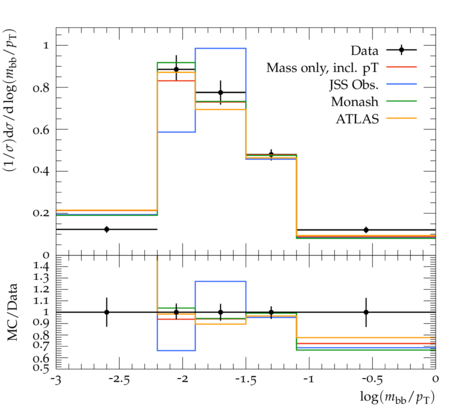 Data
Mass only, incl. pT
JSS Obs.
Monash
ATLAS
(1/σ)dσ/d log(m_bb/p_T)
1
0.8
0.6
0.4
0.2
0
1.4
1.3
1.2
1.1
1
0.9
0.8
0.7
0.6
0.5
MC/Data
-3
-2.5
-2
-1.5
-1
-0.5
0
log(m_bb/p_T)